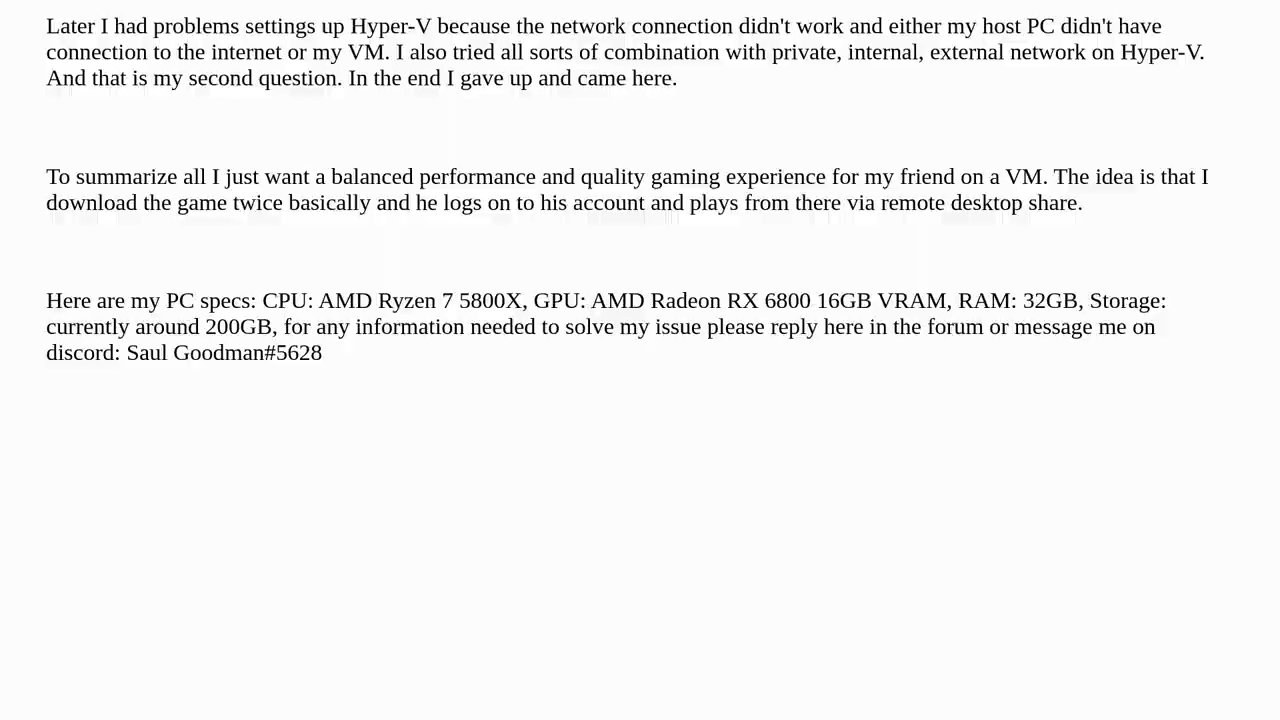 Later I had problems settings up Hyper-V because the network connection didn't work and either my host PC didn't have
connection to the internet or my VM. I also tried all sorts of combination with private, internal, external network on Hyper-V.
And that is my second question. In the end I gave up and came here.
To summarize all I just want a balanced performance and quality gaming experience for my friend on a VM. The idea is that I
download the game twice basically and he logs on to his account and plays from there via remote desktop share.
Here are my PC specs: CPU: AMD Ryzen 7 5800X, GPU: AMD Radeon RX 6800 16GB VRAM, RAM: 32GB, Storage:
currently around 200GB, for any information needed to solve my issue please reply here in the forum or message me on
discord: Saul Goodman#5628